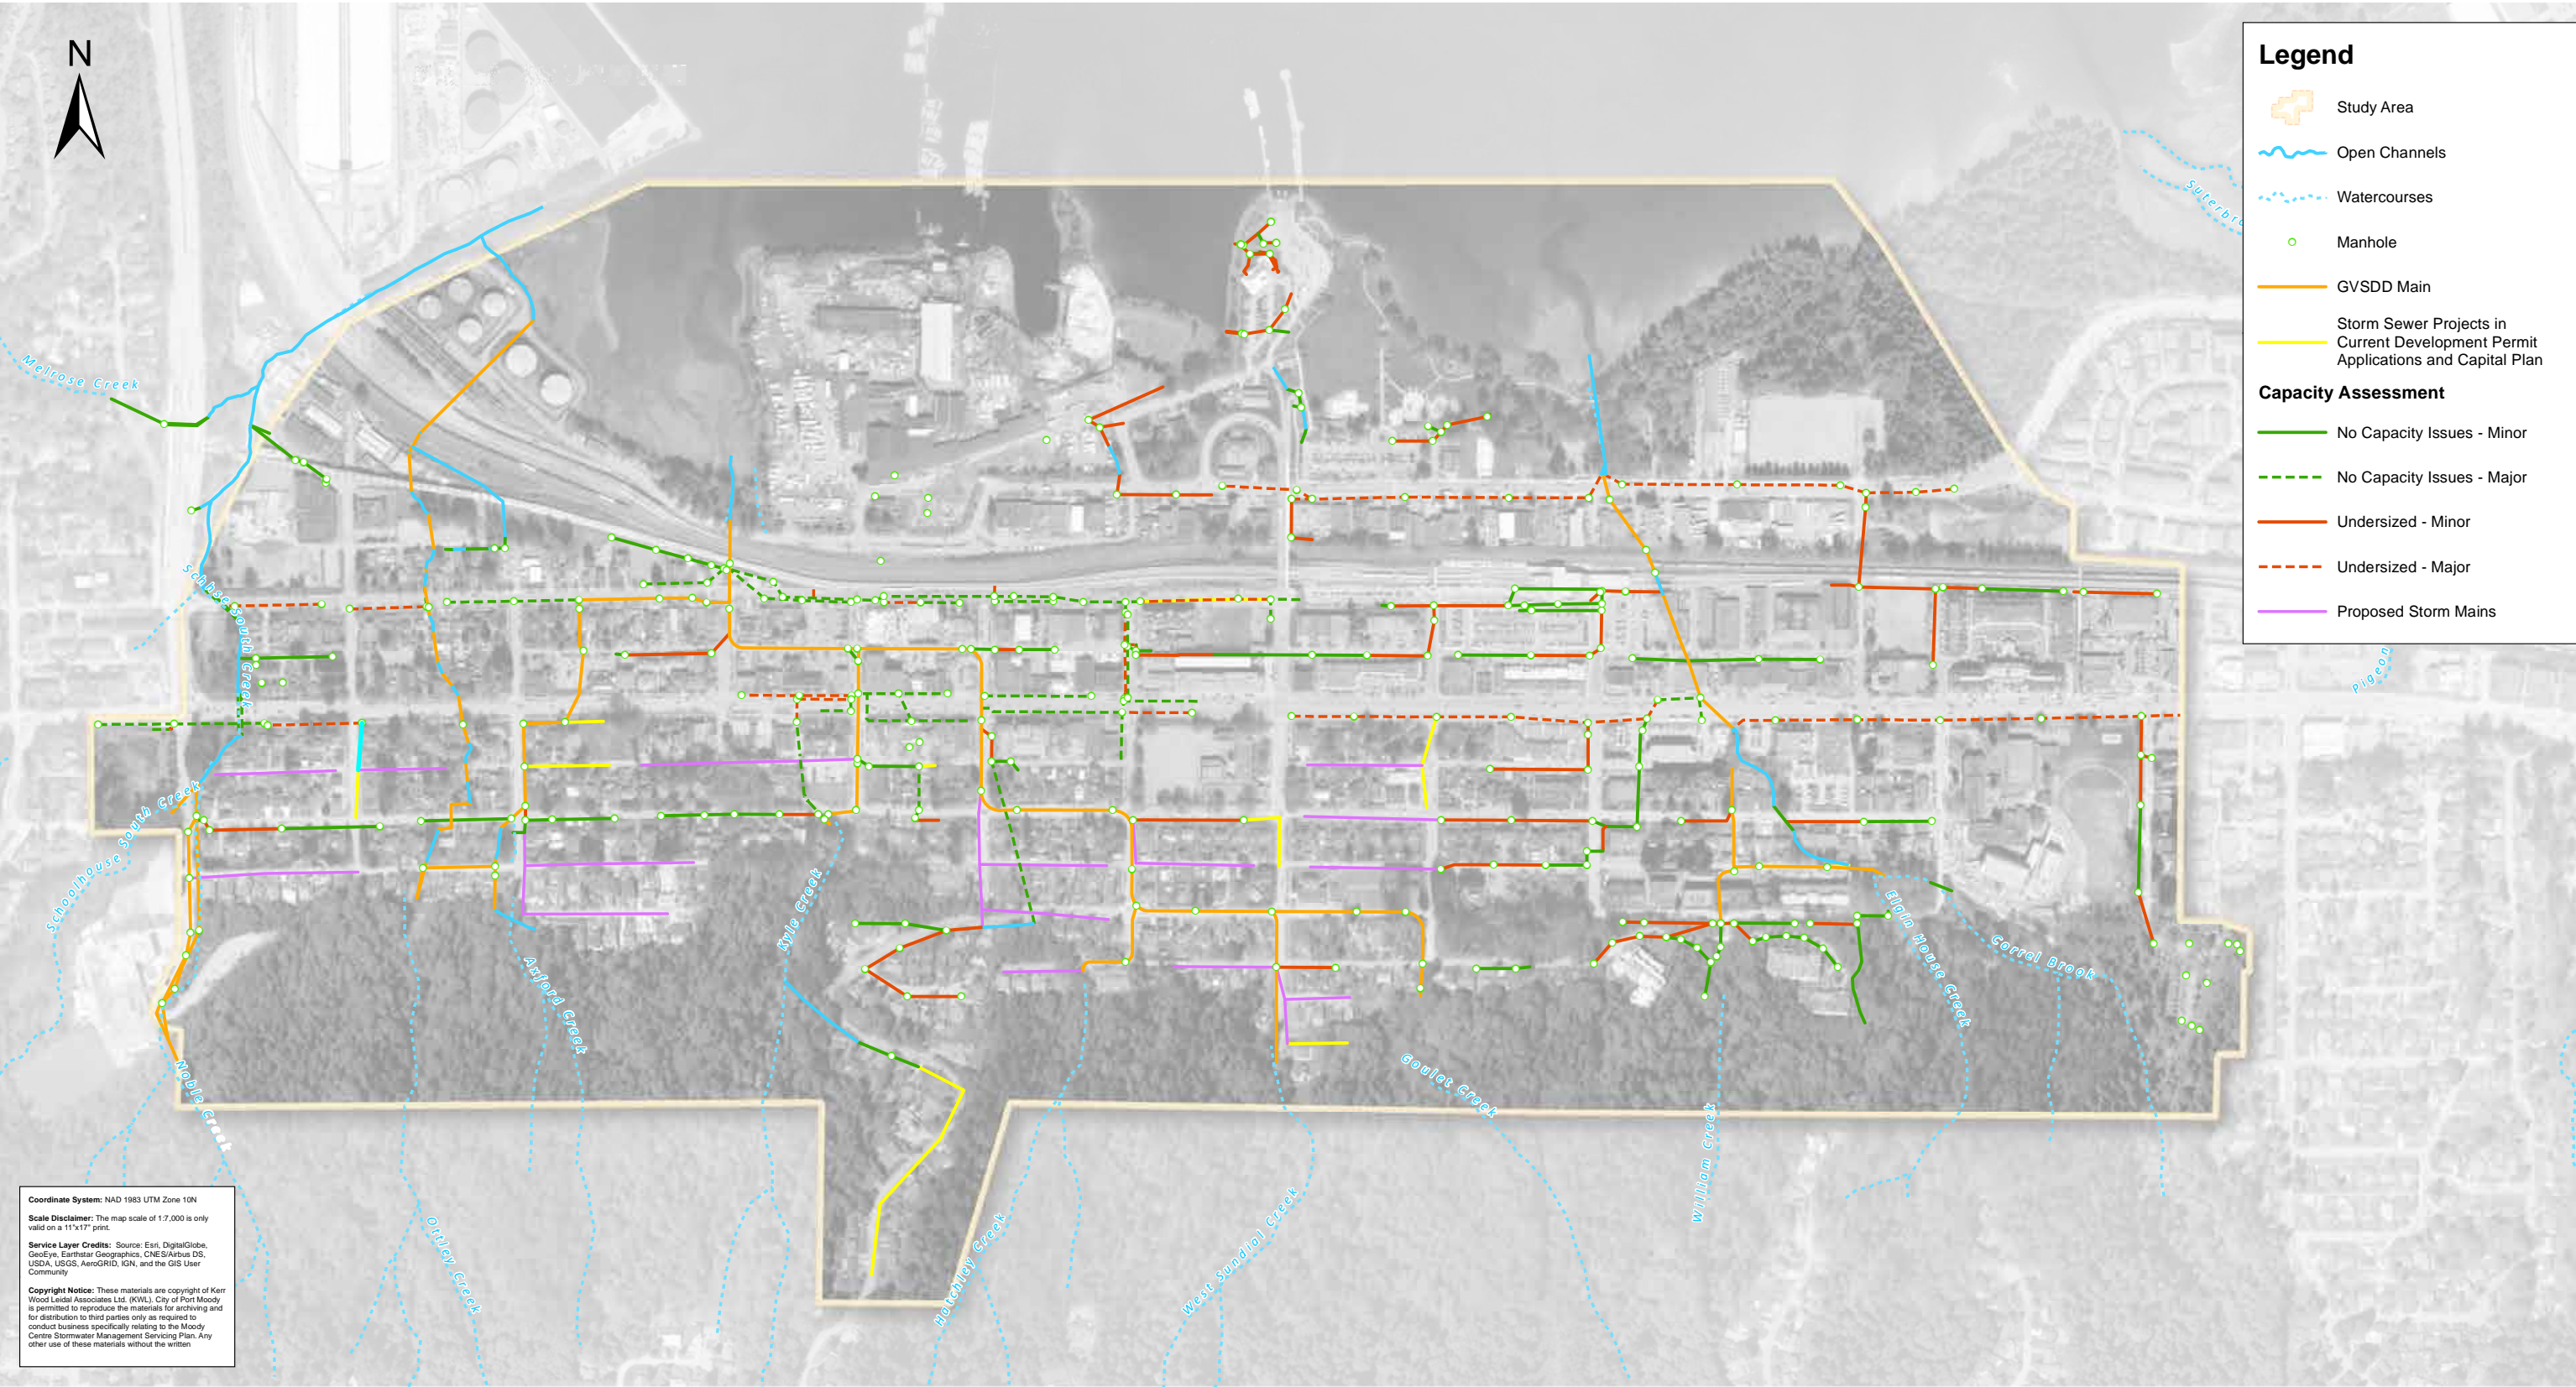 N
Legend
Study Area
Open Channels
Watercourses
Manhole
GVSDD Main
Storm Sewer Projects in
Current Development Permit
Applications and Capital Plan
Capacity Assessment
No Capacity Issues - Minor
No Capacity Issues - Major
Undersized - Minor
Undersized - Major
Proposed Storm Mains
Melrose Creek
South Creek
Schoolhouse South Creek
Noble Creek
Axford Creek
Ottley Creek
Kyle Creek
Hatchley Creek
West Sundial Creek
Goulet Creek
William Creek
Elgin House Creek
Correl Brook
Pigeon
Coordinate System: NAD 1983 UTM Zone 10N
Scale Disclaimer: The map scale of 1:7,000 is only
valid on a 11"x17" print.
Service Layer Credits: Source: Esri, DigitalGlobe,
GeoEye, Earthstar Geographics, CNES/Airbus DS,
USDA, USGS, AeroGRID, IGN, and the GIS User
Community
Copyright Notice: These materials are copyright of Kerr
Wood Leidal Associates Ltd. (KWL). City of Port Moody
is permitted to reproduce the materials for archiving and
for distribution to third parties only as required to
conduct business specifically relating to the Moody
Centre Stormwater Management Servicing Plan. Any
other use of these materials without the written